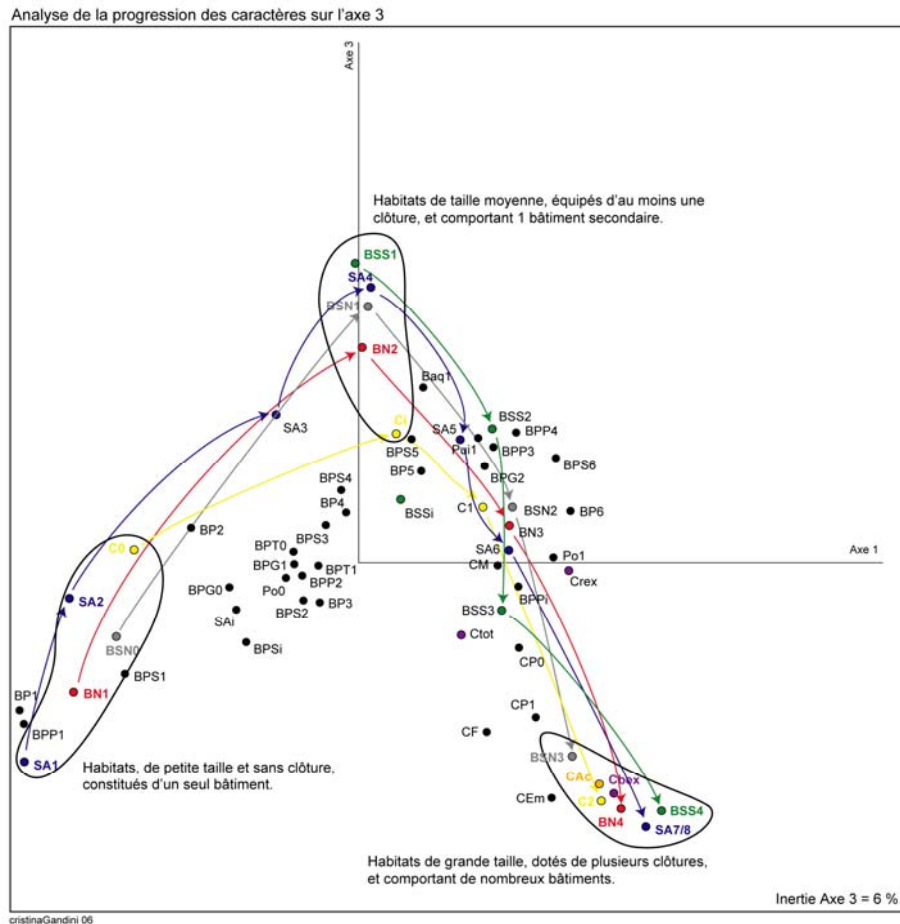 Analyse de la progression des caractères sur l'axe 3
Axe 3
Habitats de taille moyenne, équipés d'au moins une
clôture, et comportant 1 bâtiment secondaire.
BSS1
SA4
BSN1
BN2
Baq1
SA3
Ci
BPS5
SA5
Pui1
BSS2
BPP4
BPP3
BPS6
BP5
BPG2
BPS4
BP4
BSSi
C1
BSN2
BP6
BP2
BPS3
BN3
C0
BPT0
SA6
Axe 1
BPG1
BPT1
CM
Po1
Crex
BPG0
Po0
BPP2
BPPi
SA2
BPS2
BP3
BSS3
SAi
BSN0
BPSi
Ctot
CP0
BPS1
BN1
BP1
BPP1
CP1
CF
SA1
Habitats, de petite taille et sans clôture,
constitués d'un seul bâtiment.
BSN3
CAc
CEm
C2
BN4
BSS4
SA7/8
Habitats de grande taille, dotés de plusieurs clôtures,
et comportant de nombreux bâtiments.
Inertie Axe 3 = 6 %
cristinaGandini 06